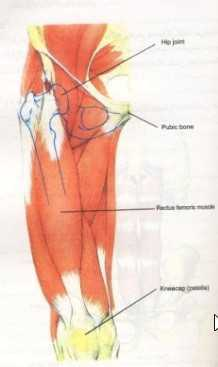 Hip joint
Pubic bone
Rectus femoris muscle
Kneecap (patella)